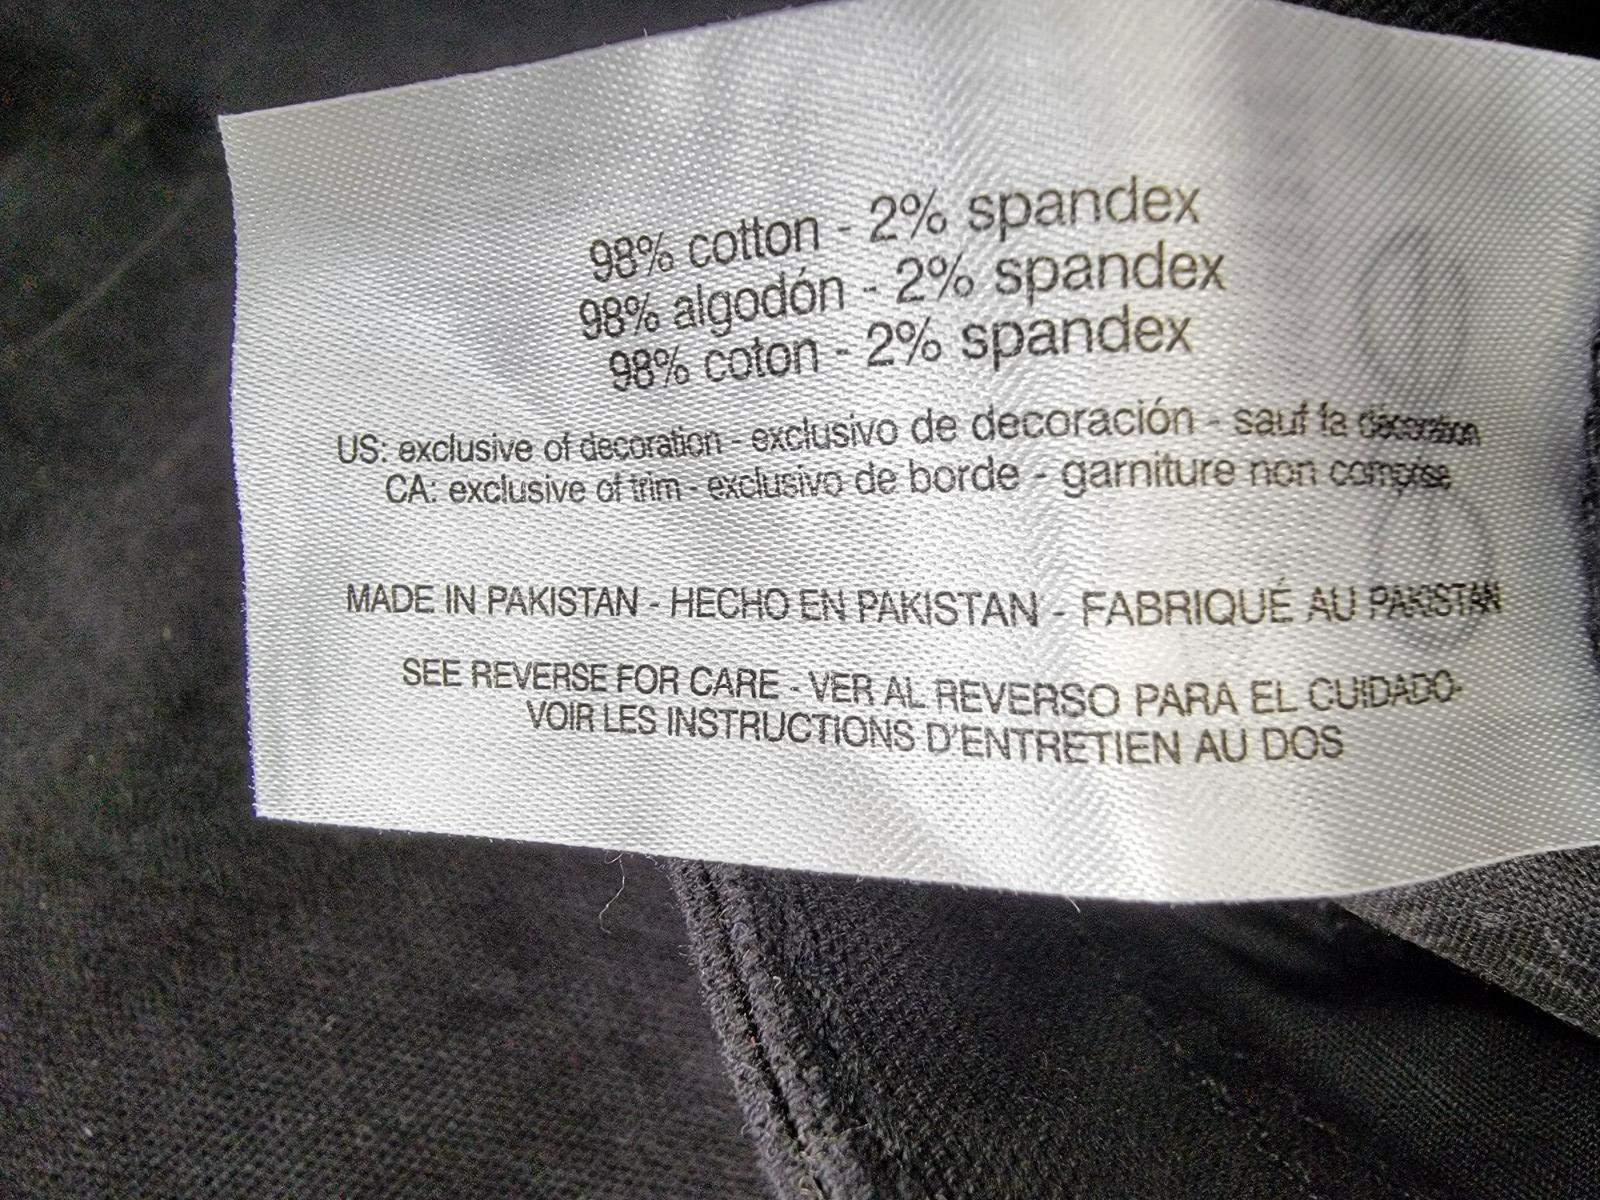 98% cotton - 2% spandex
98% algodón - 2% spandex
98% coton - 2% spandex
US: exclusive of decoration - exclusivo de decoración - sauf la décoration
CA: exclusive of trim - exclusivo de borde - garniture non comprise
MADE IN PAKISTAN - HECHO EN PAKISTAN - FABRIQUÉ AU PAKISTAN
SEE REVERSE FOR CARE - VER AL REVERSO PARA EL CUIDADO-
VOIR LES INSTRUCTIONS D'ENTRETIEN AU DOS